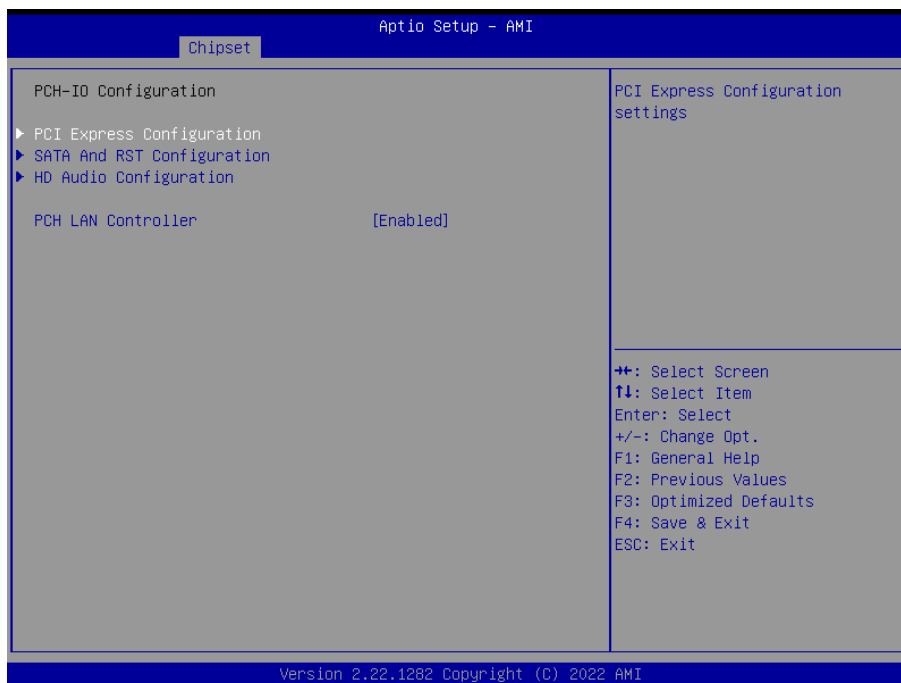 Aptio Setup – AMI
Chipset
PCH-IO Configuration
PCI Express Configuration
SATA And RST Configuration
HD Audio Configuration
PCH LAN Controller [Enabled]
PCI Express Configuration
settings
→←: Select Screen
↑↓: Select Item
Enter: Select
+/-: Change Opt.
F1: General Help
F2: Previous Values
F3: Optimized Defaults
F4: Save & Exit
ESC: Exit
Version 2.22.1282 Copyright (C) 2022 AMI